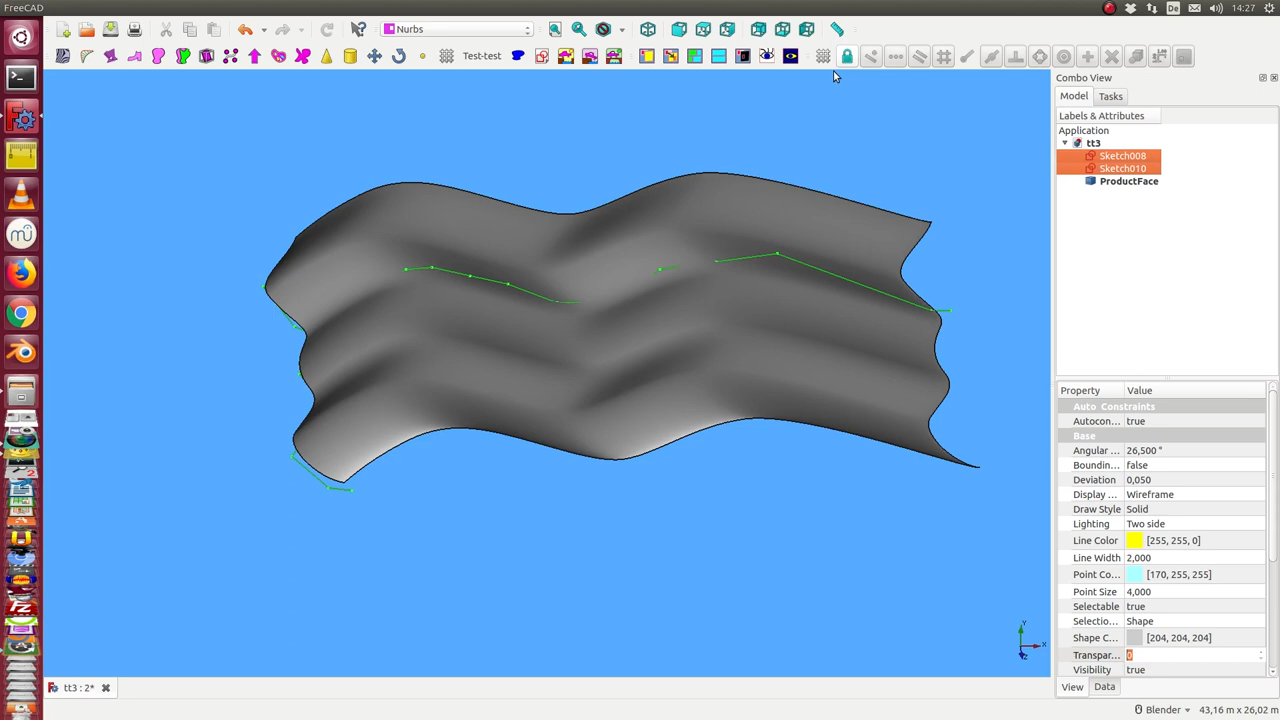 FreeCAD
De
14:27
Nurbs
Test-test
Combo View
Model
Tasks
Labels & Attributes
Application
tt3
Sketch008
Sketch010
ProductFace
Property
Value
Auto Constraints
Autocon... true
Base
Angular ... 26,500 °
Boundin... false
Deviation 0,050
Display ... Wireframe
Draw Style Solid
Lighting Two side
Line Color [255, 255, 0]
Line Width 2,000
Point Co... [170, 255, 255]
Point Size 4,000
Selectable true
Selectio... Shape
Shape C... [204, 204, 204]
Transpar... 0
Visibility true
View
Data
Y
X
Z
tt3 : 2*
Blender
43,16 m x 26,02 m